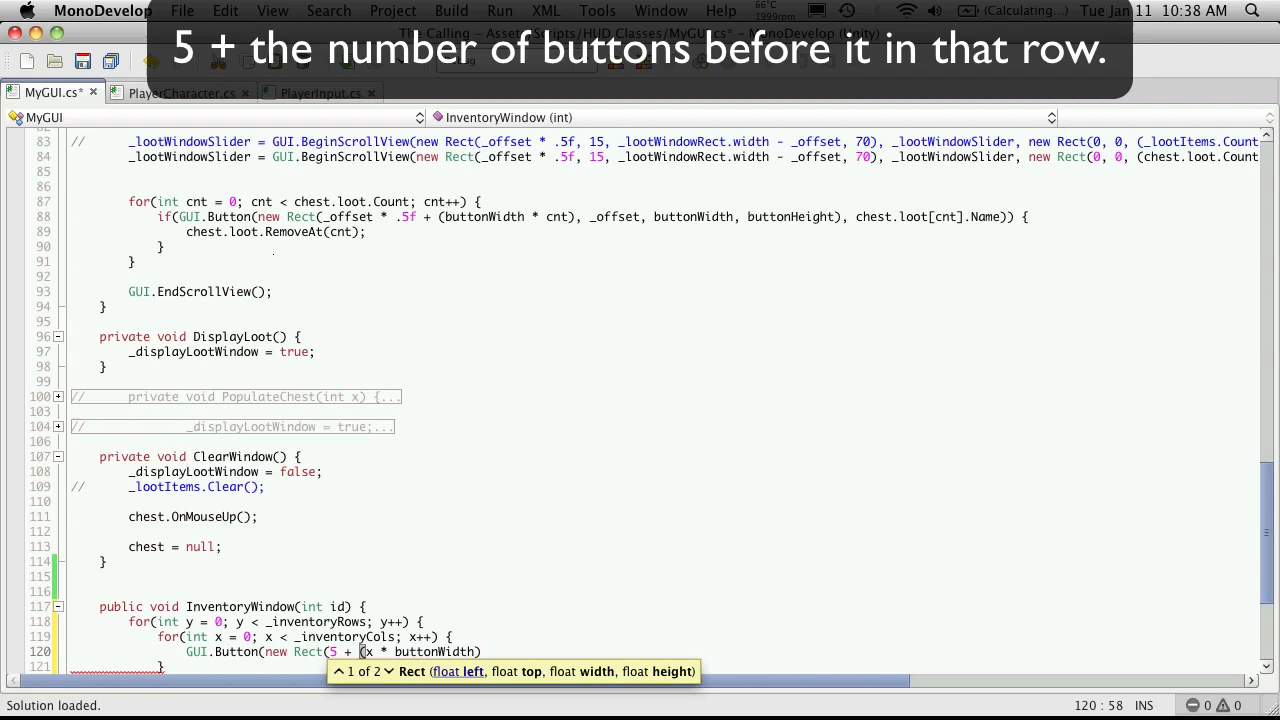 MonoDevelop File Edit View Search Project Build Run XML Tools Window Help 66°C 1999mm (Calculating... Tue Jan 11 10:38 AM
5 + the number of buttons before it in that row.
MyGUI.cs* PlayerCharacter.cs PlayerInput.cs
MyGUI InventoryWindow (int)
83 // _lootWindowSlider = GUI.BeginScrollView(new Rect(_offset * .5f, 15, _lootWindowRect.width - _offset, 70), _lootWindowSlider, new Rect(0, 0, (_lootItems.Count
84 _lootWindowSlider = GUI.BeginScrollView(new Rect(_offset * .5f, 15, _lootWindowRect.width - _offset, 70), _lootWindowSlider, new Rect(0, 0, (chest.loot.Count
85
86
87 for(int cnt = 0; cnt < chest.loot.Count; cnt++) {
88 if(GUI.Button(new Rect(_offset * .5f + (buttonWidth * cnt), _offset, buttonWidth, buttonHeight), chest.loot[cnt].Name)) {
89 chest.loot.RemoveAt(cnt);
90 }
91 }
92
93 GUI.EndScrollView();
94 }
95
96 private void DisplayLoot() {
97 _displayLootWindow = true;
98 }
99
100 // private void PopulateChest(int x) {...
103
104 // _displayLootWindow = true;...
106
107 private void ClearWindow() {
108 _displayLootWindow = false;
109 // _lootItems.Clear();
110
111 chest.OnMouseUp();
112
113 chest = null;
114 }
115
116
117 public void InventoryWindow(int id) {
118 for(int y = 0; y < _inventoryRows; y++) {
119 for(int x = 0; x < _inventoryCols; x++) {
120 GUI.Button(new Rect(5 + (x * buttonWidth)
121 }
1 of 2 Rect (float left, float top, float width, float height)
Solution loaded. 120 : 58 INS 0 0